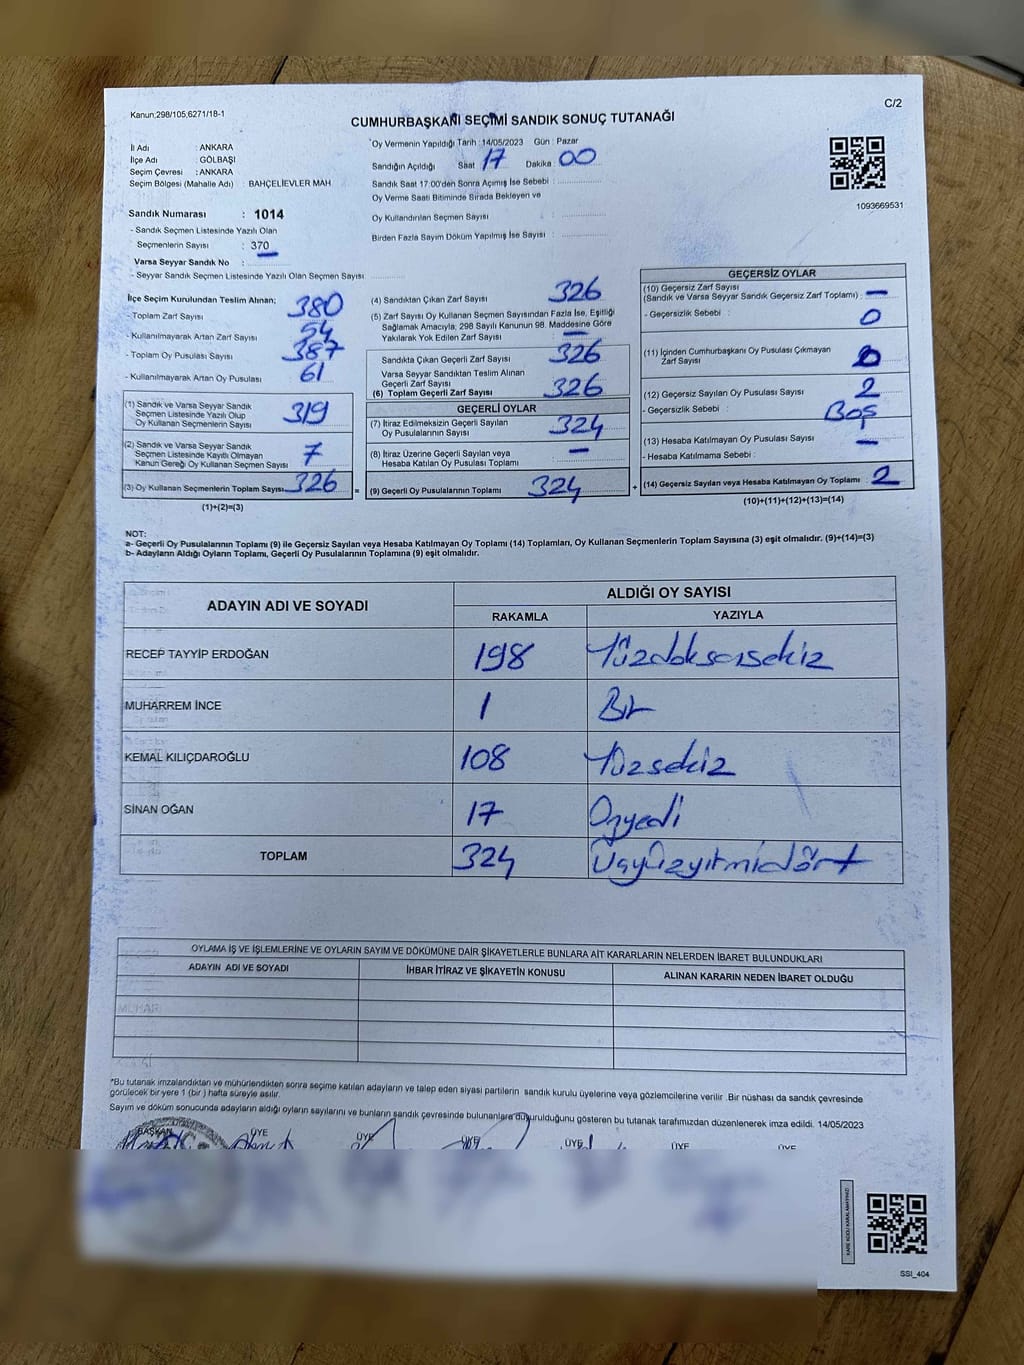 Kanun;298/105;6271/18-1
C/2
CUMHURBAŞKANI SEÇİMİ SANDIK SONUÇ TUTANAĞI
İl Adı : ANKARA
İlçe Adı : GÖLBAŞI
Seçim Çevresi : ANKARA
Seçim Bölgesi (Mahalle Adı) : BAHÇELİEVLER MAH
Sandık Numarası : 1014
- Sandık Seçmen Listesinde Yazılı Olan
Seçmenlerin Sayısı : 370
Varsa Seyyar Sandık No :
- Seyyar Sandık Seçmen Listesinde Yazılı Olan Seçmen Sayısı
Oy Vermenin Yapıldığı Tarih : 14/05/2023 Gün : Pazar
Sandığın Açıldığı Saat 17 Dakika : 00
Sandık Saat 17:00'den Sonra Açımış İse Sebebi :
Oy Verme Saati Bitiminde Sırada Bekleyen ve
Oy Kullandırılan Seçmen Sayısı
Birden Fazla Sayım Döküm Yapılmış İse Sayısı :
1093669531
İlçe Seçim Kurulundan Teslim Alınan;
- Toplam Zarf Sayısı 380
- Kullanılmayarak Artan Zarf Sayısı 54
- Toplam Oy Pusulası Sayısı 387
- Kullanılmayarak Artan Oy Pusulası 61
(1) Sandık ve Varsa Seyyar Sandık
Seçmen Listesinde Yazılı Olup
Oy Kullanan Seçmenlerin Sayısı 319
(2) Sandık ve Varsa Seyyar Sandık
Seçmen Listesinde Kayıtlı Olmayan
Kanun Gereği Oy Kullanan Seçmen Sayısı 7
(3) Oy Kullanan Seçmenlerin Toplam Sayısı 326
(1)+(2)=(3)
=
(4) Sandıktan Çıkan Zarf Sayısı 326
(5) Zarf Sayısı Oy Kullanan Seçmen Sayısından Fazla İse, Eşitliği
Sağlamak Amacıyla; 298 Sayılı Kanunun 98. Maddesine Göre
Yakılarak Yok Edilen Zarf Sayısı —
Sandıkta Çıkan Geçerli Zarf Sayısı 326
Varsa Seyyar Sandıktan Teslim Alınan
Geçerli Zarf Sayısı
(6) Toplam Geçerli Zarf Sayısı 326
GEÇERLİ OYLAR
(7) İtiraz Edilmeksizin Geçerli Sayılan
Oy Pusulalarının Sayısı 324
(8) İtiraz Üzerine Geçerli Sayılan veya
Hesaba Katılan Oy Pusulası Toplamı —
(9) Geçerli Oy Pusulalarının Toplamı 324
+
GEÇERSİZ OYLAR
(10) Geçersiz Zarf Sayısı
(Sandık ve Varsa Seyyar Sandık Geçersiz Zarf Toplamı) : —
- Geçersizlik Sebebi : 0
(11) İçinden Cumhurbaşkanı Oy Pusulası Çıkmayan
Zarf Sayısı 0
(12) Geçersiz Sayılan Oy Pusulası Sayısı 2
- Geçersizlik Sebebi : Boş
(13) Hesaba Katılmayan Oy Pusulası Sayısı —
- Hesaba Katılmama Sebebi :
(14) Geçersiz Sayılan veya Hesaba Katılmayan Oy Toplamı : 2
(10)+(11)+(12)+(13)=(14)
NOT:
a- Geçerli Oy Pusulalarının Toplamı (9) ile Geçersiz Sayılan veya Hesaba Katılmayan Oy Toplamı (14) Toplamları, Oy Kullanan Seçmenlerin Toplam Sayısına (3) eşit olmalıdır. (9)+(14)=(3)
b- Adayların Aldığı Oyların Toplamı, Geçerli Oy Pusulalarının Toplamına (9) eşit olmalıdır.
ADAYIN ADI VE SOYADI
ALDIĞI OY SAYISI
RAKAMLA YAZIYLA
RECEP TAYYİP ERDOĞAN 198 Yüzdoksansekiz
MUHARREM İNCE 1 Bir
KEMAL KILIÇDAROĞLU 108 Yüzsekiz
SİNAN OĞAN 17 Onyedi
TOPLAM 324 Üçyüzyirmidört
OYLAMA İŞ VE İŞLEMLERİNE VE OYLARIN SAYIM VE DÖKÜMÜNE DAİR ŞİKAYETLERLE BUNLARA AİT KARARLARIN NELERDEN İBARET BULUNDUKLARI
ADAYIN ADI VE SOYADI İHBAR İTİRAZ VE ŞİKAYETİN KONUSU ALINAN KARARIN NEDEN İBARET OLDUĞU
*Bu tutanak imzalandıktan ve mühürlendikten sonra seçime katılan adayların ve talep eden siyasi partilerin sandık kurulu üyelerine veya gözlemcilerine verilir .Bir nüshası da sandık çevresinde
görülecek bir yere 1 (bir ) hafta süreyle asılır.
Sayım ve döküm sonucunda adayların aldığı oyların sayılarını ve bunların sandık çevresinde bulunanlara duyurulduğunu gösteren bu tutanak tarafımızdan düzenlenerek imza edildi. 14/05/2023
BAŞKAN ÜYE ÜYE ÜYE ÜYE ÜYE ÜYE
KARE KODU KARALAMAYINIZ!
SSI_404